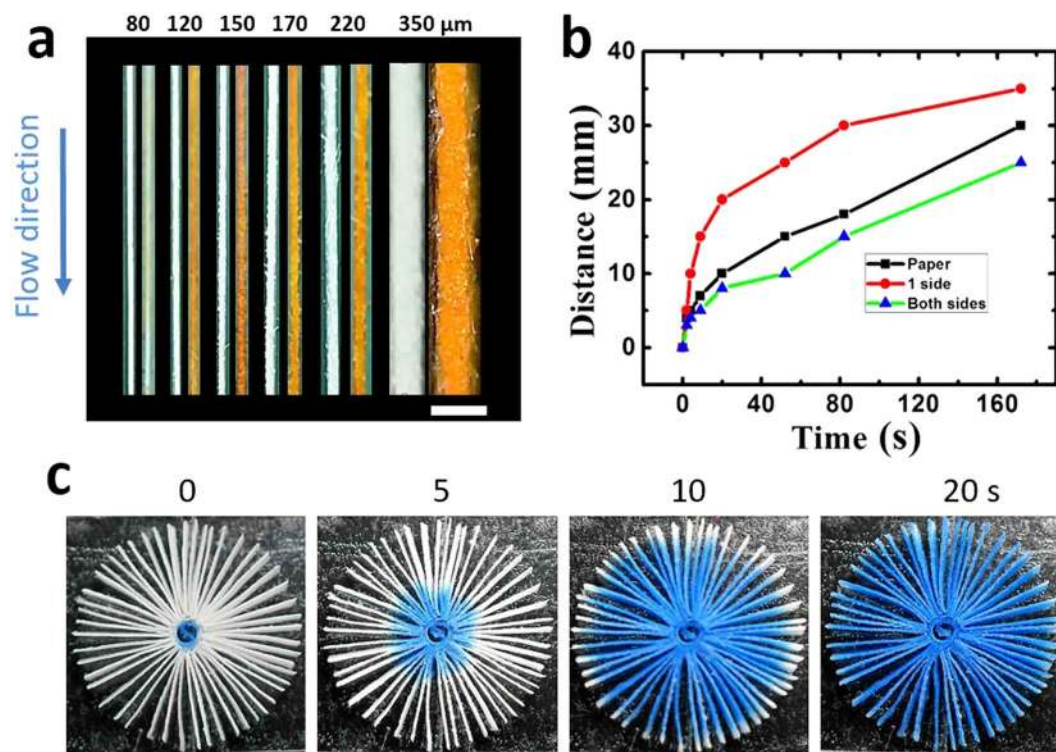 a
80 120 150 170 220 350 μm
Flow direction
b
40
30
20
10
0
Distance (mm)
0 40 80 120 160
Time (s)
Paper
1 side
Both sides
c
0 5 10 20 s